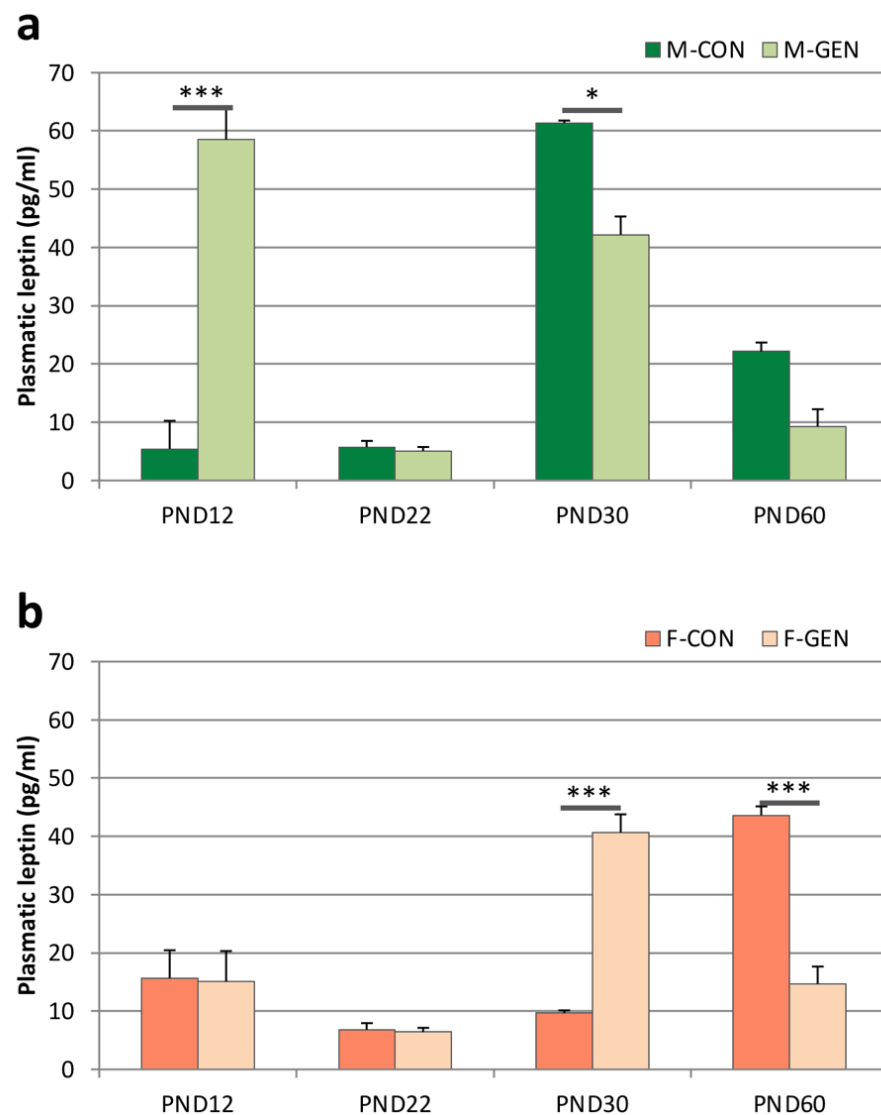 a
M-CON M-GEN
Plasmatic leptin (pg/ml)
70
60
50
40
30
20
10
0
***
*
PND12 PND22 PND30 PND60
b
F-CON F-GEN
Plasmatic leptin (pg/ml)
70
60
50
40
30
20
10
0
***
***
PND12 PND22 PND30 PND60